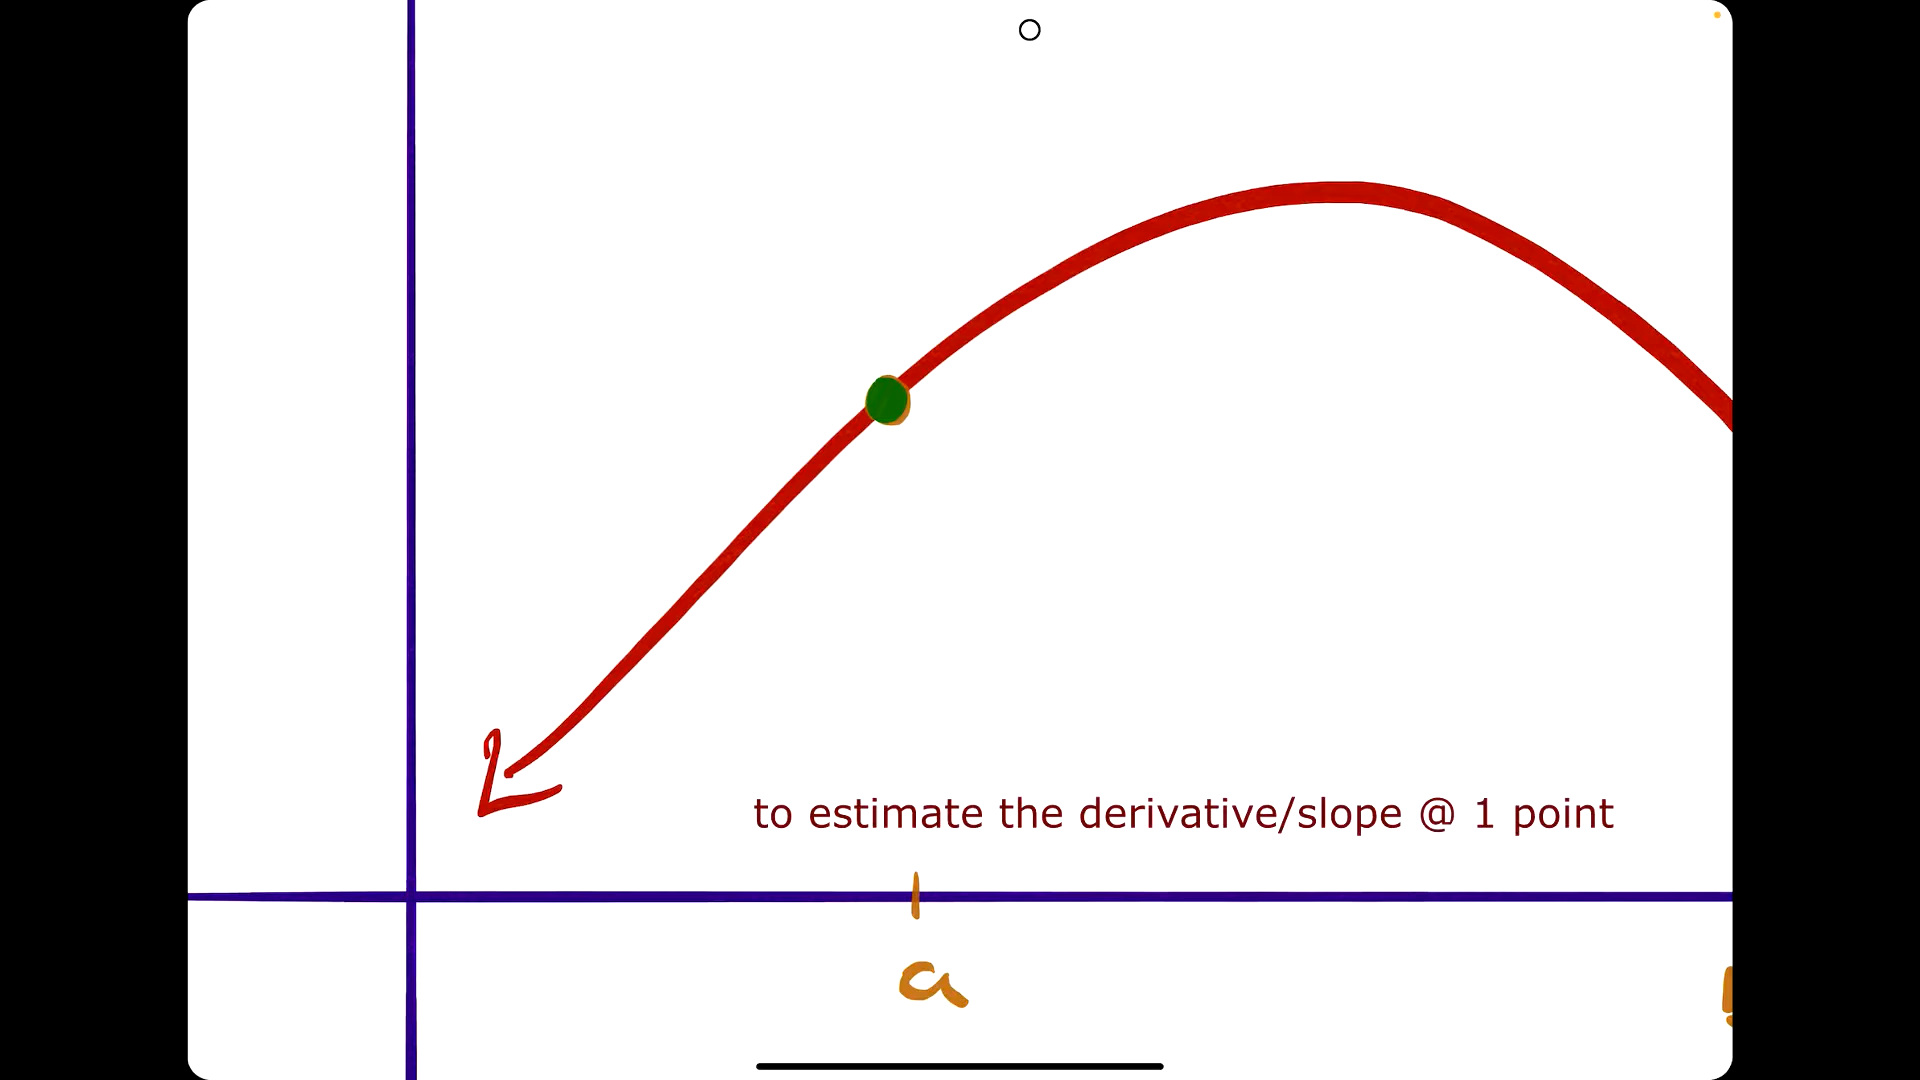 to estimate the derivative/slope @ 1 point
a